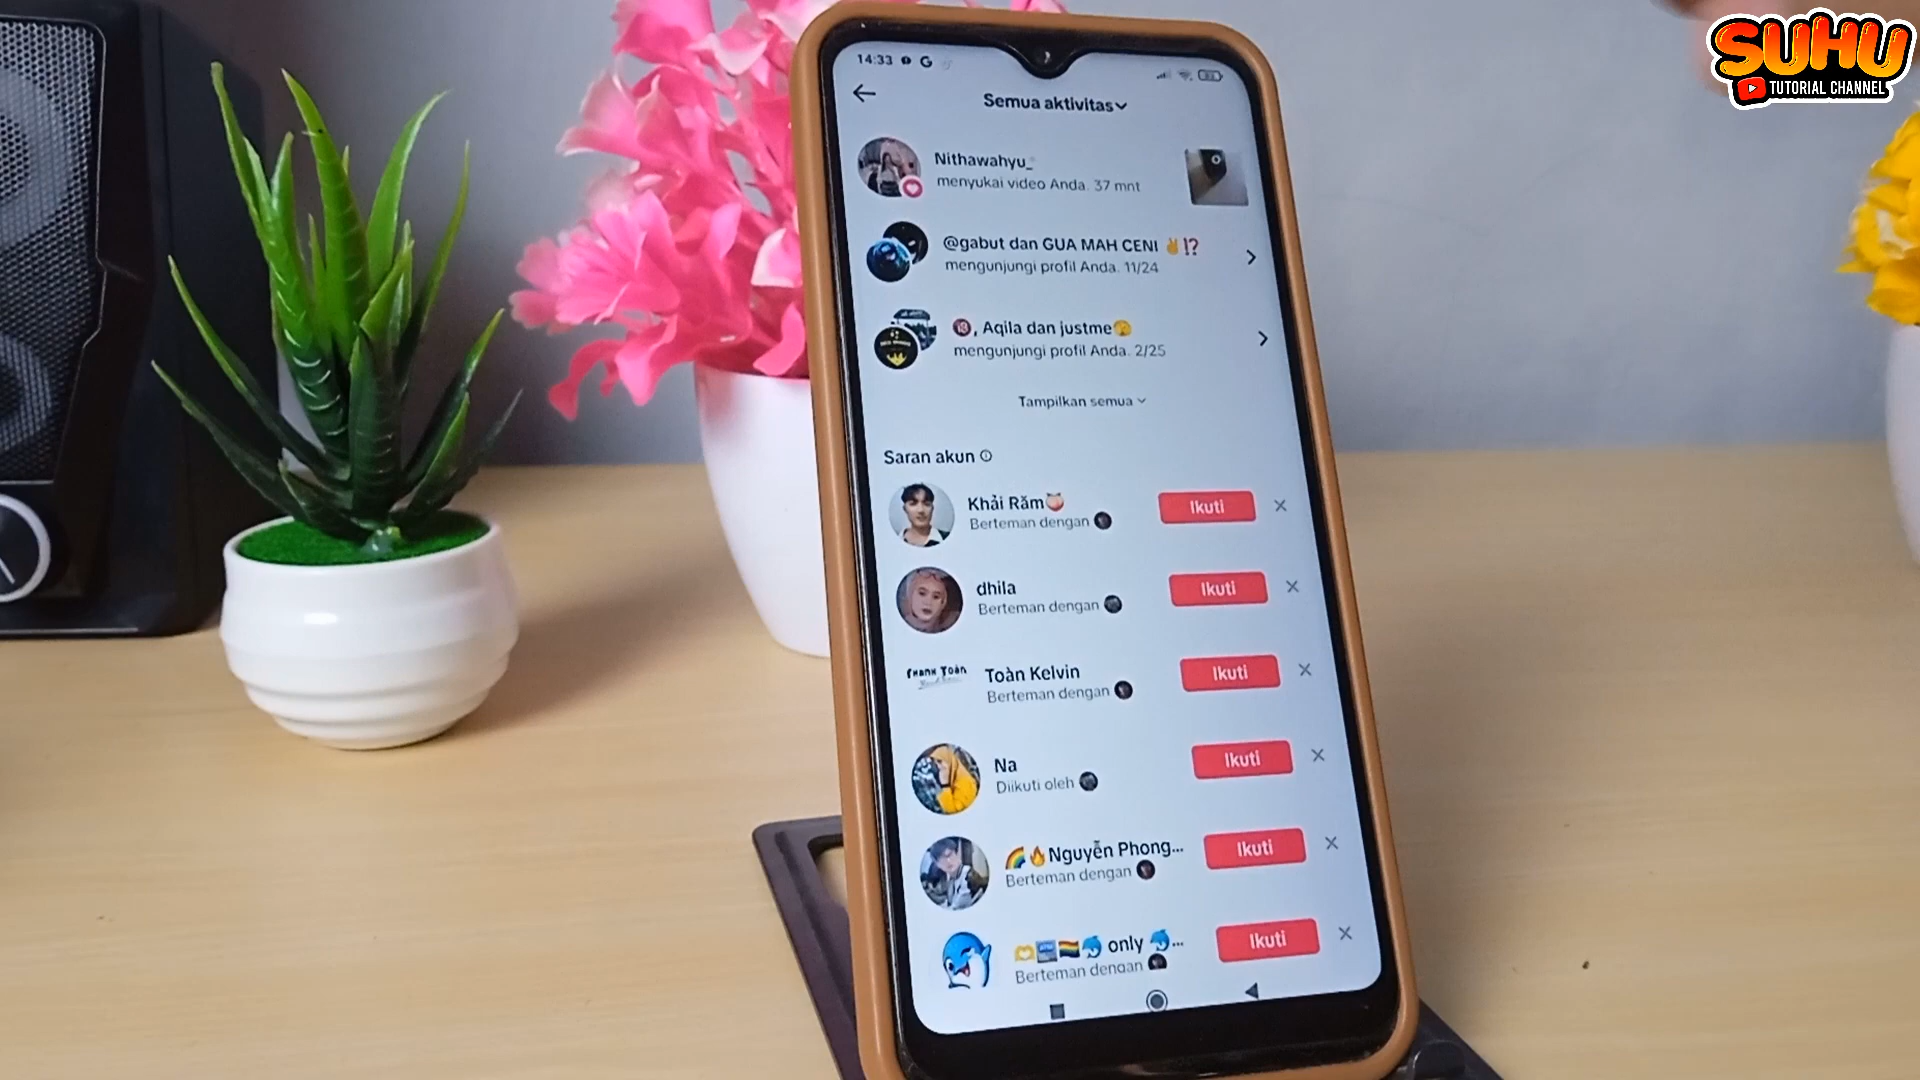 SUHU
TUTORIAL CHANNEL
14:33
Semua aktivitas
Nithawahyu_
menyukai video Anda. 37 mnt
@gabut dan GUA MAH CENI ✌️⁉️
mengunjungi profil Anda. 11/24
🔞, Aqila dan justme🫣
mengunjungi profil Anda. 2/25
Tampilkan semua
Saran akun
Khải Răm🍑
Berteman dengan
Ikuti
dhila
Berteman dengan
Ikuti
Thanh Toàn
Toàn Kelvin
Berteman dengan
Ikuti
Na
Diikuti oleh
Ikuti
🌈🔥Nguyễn Phong...
Berteman dengan
Ikuti
only 🐬...
Berteman dengan
Ikuti